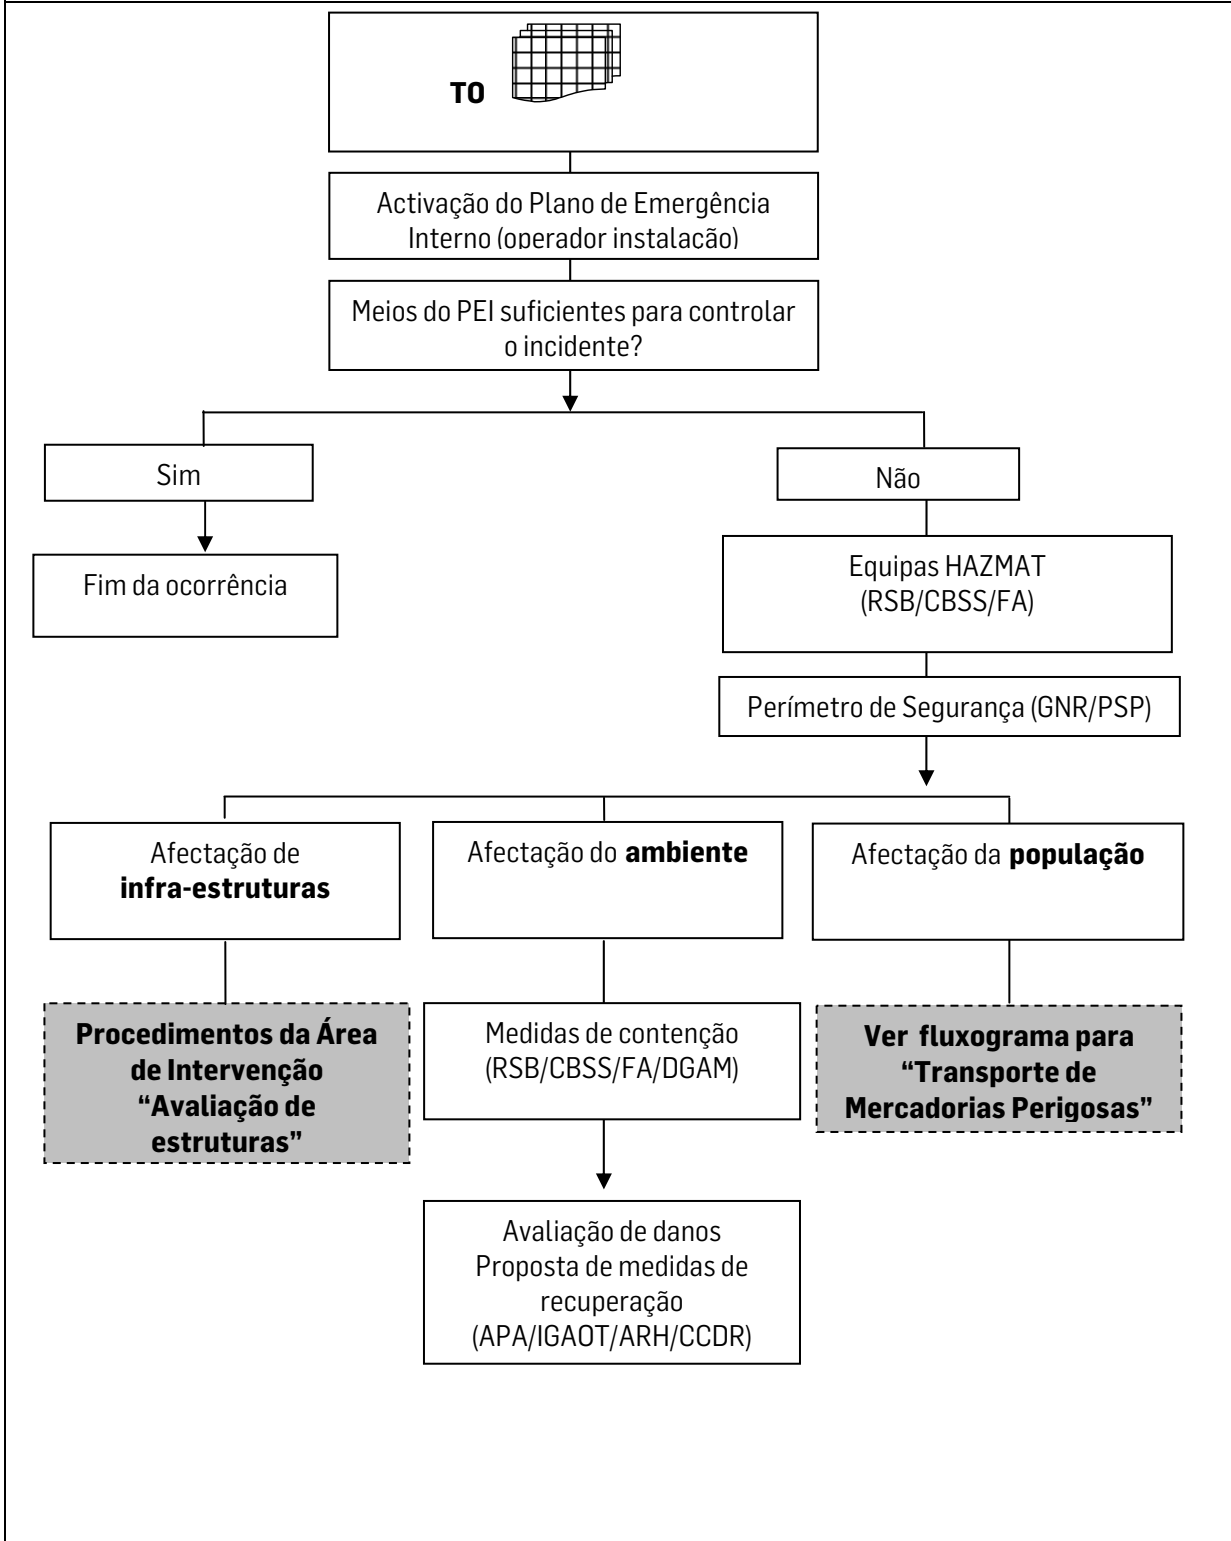 TO
Activação do Plano de Emergência
Interno (operador instalação)
Meios do PEI suficientes para controlar
o incidente?
Sim
Não
Fim da ocorrência
Equipas HAZMAT
(RSB/CBSS/FA)
Perímetro de Segurança (GNR/PSP)
Afectação de
infra-estruturas
Afectação do ambiente
Afectação da população
Procedimentos da Área
de Intervenção
“Avaliação de
estruturas”
Medidas de contenção
(RSB/CBSS/FA/DGAM)
Ver fluxograma para
“Transporte de
Mercadorias Perigosas”
Avaliação de danos
Proposta de medidas de
recuperação
(APA/IGAOT/ARH/CCDR)